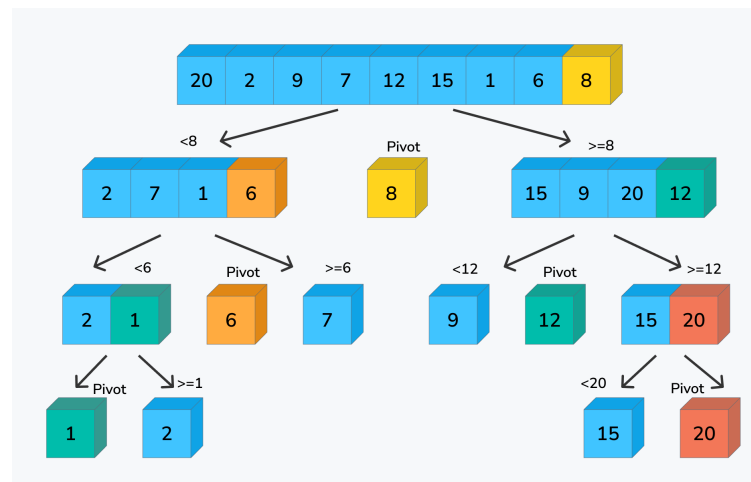 20 2 9 7 12 15 1 6 8
<8 Pivot >=8
2 7 1 6 8 15 9 20 12
<6 Pivot >=6 <12 Pivot >=12
2 1 6 7 9 12 15 20
Pivot >=1 <20 Pivot
1 2 15 20